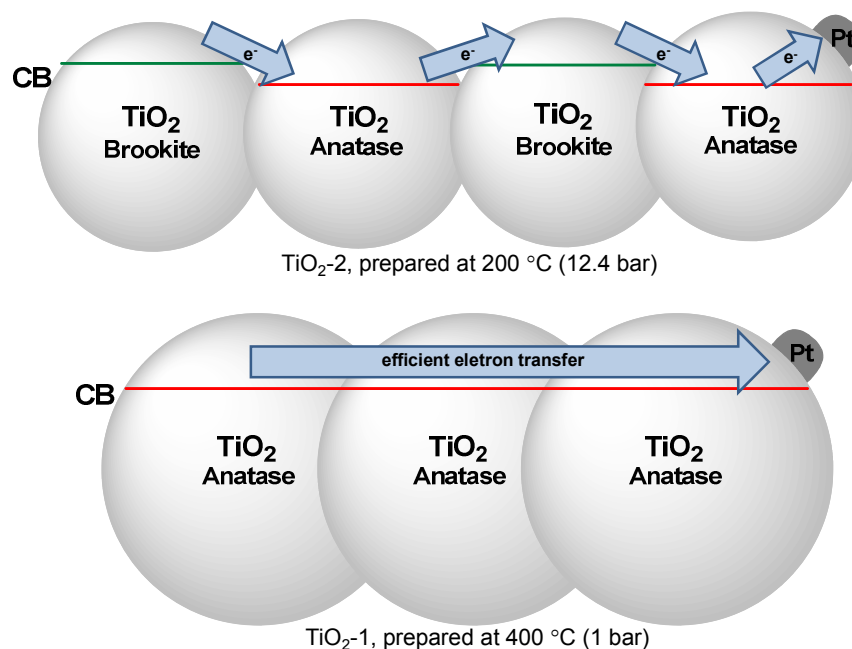 Pt
e⁻ e⁻ e⁻ e⁻
CB
TiO₂ TiO₂ TiO₂ TiO₂
Brookite Anatase Brookite Anatase
TiO₂-2, prepared at 200 °C (12.4 bar)
efficient eletron transfer
Pt
CB
TiO₂ TiO₂ TiO₂
Anatase Anatase Anatase
TiO₂-1, prepared at 400 °C (1 bar)